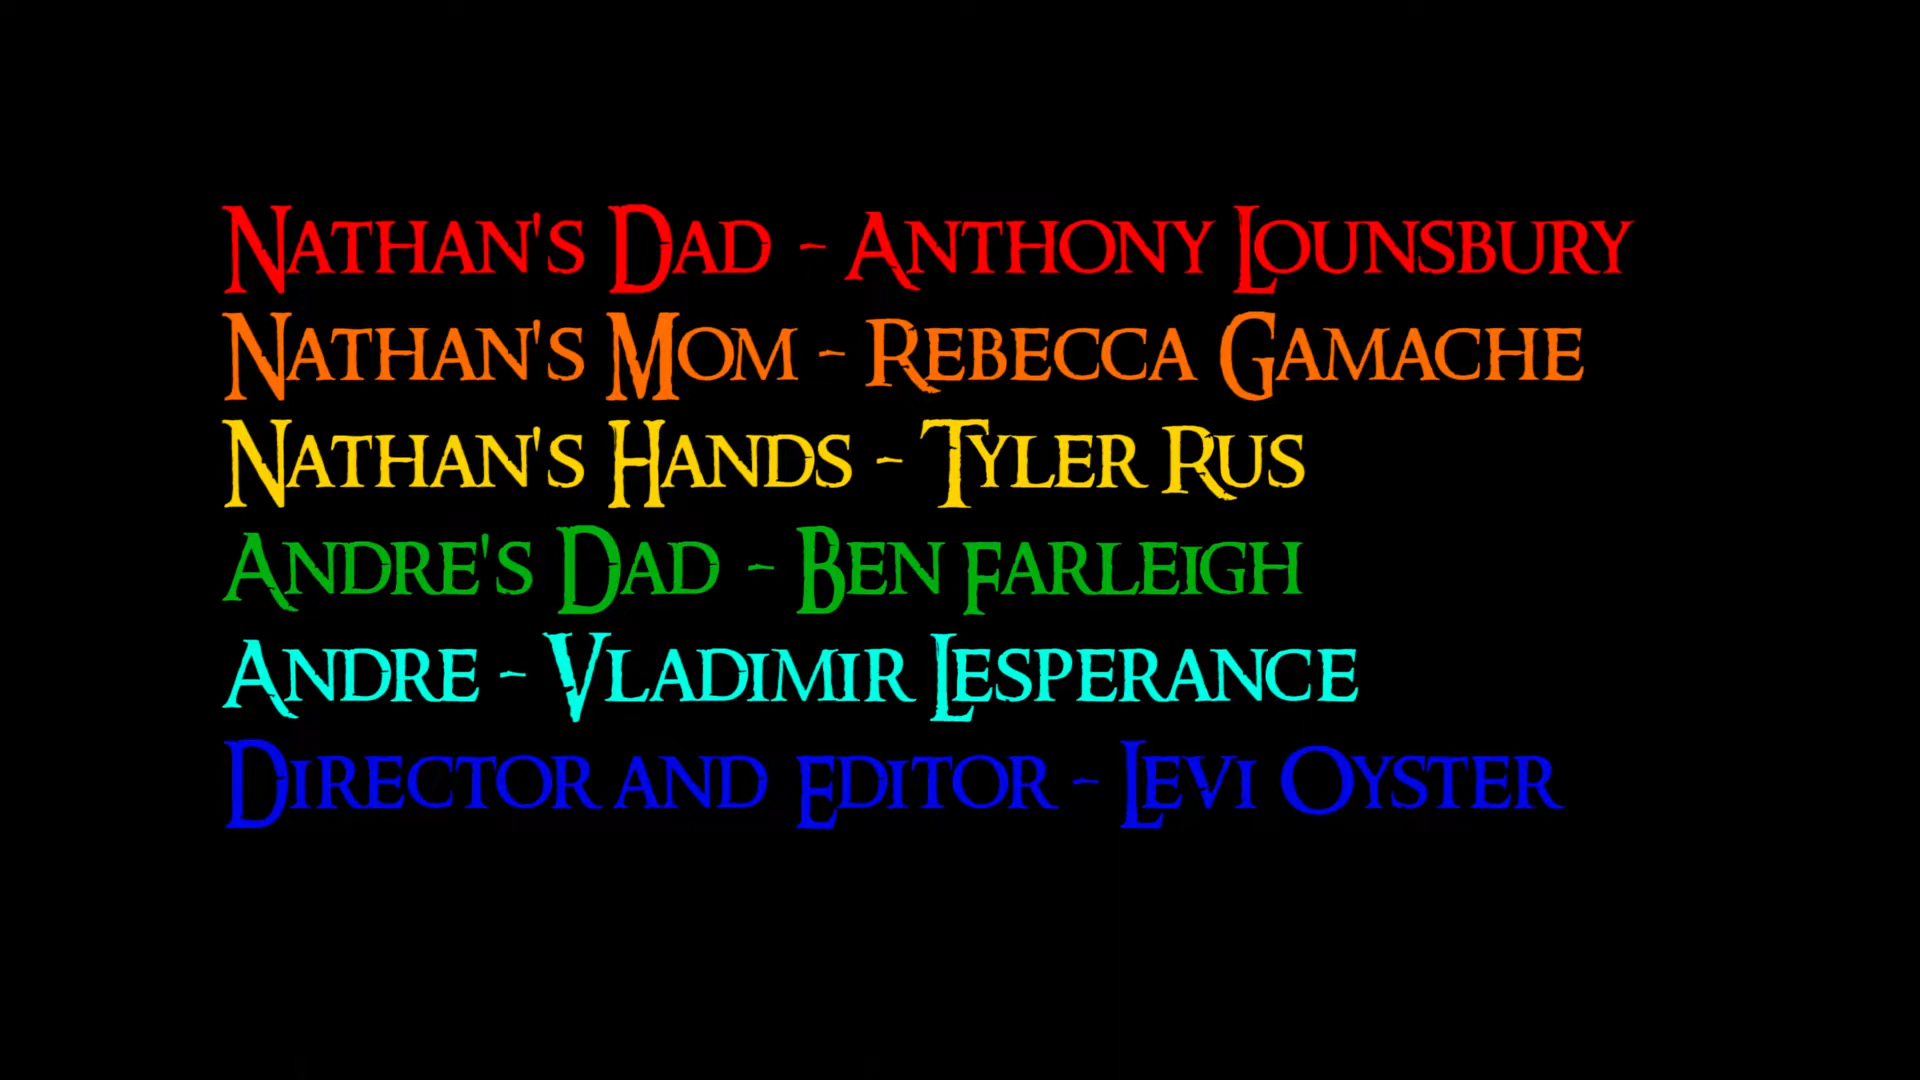 Nathan's Dad - Anthony Lounsbury
Nathan's Mom - Rebecca Gamache
Nathan's Hands - Tyler Rus
Andre's Dad - Ben Farleigh
Andre - Vladimir Lesperance
Director and Editor - Levi Oyster